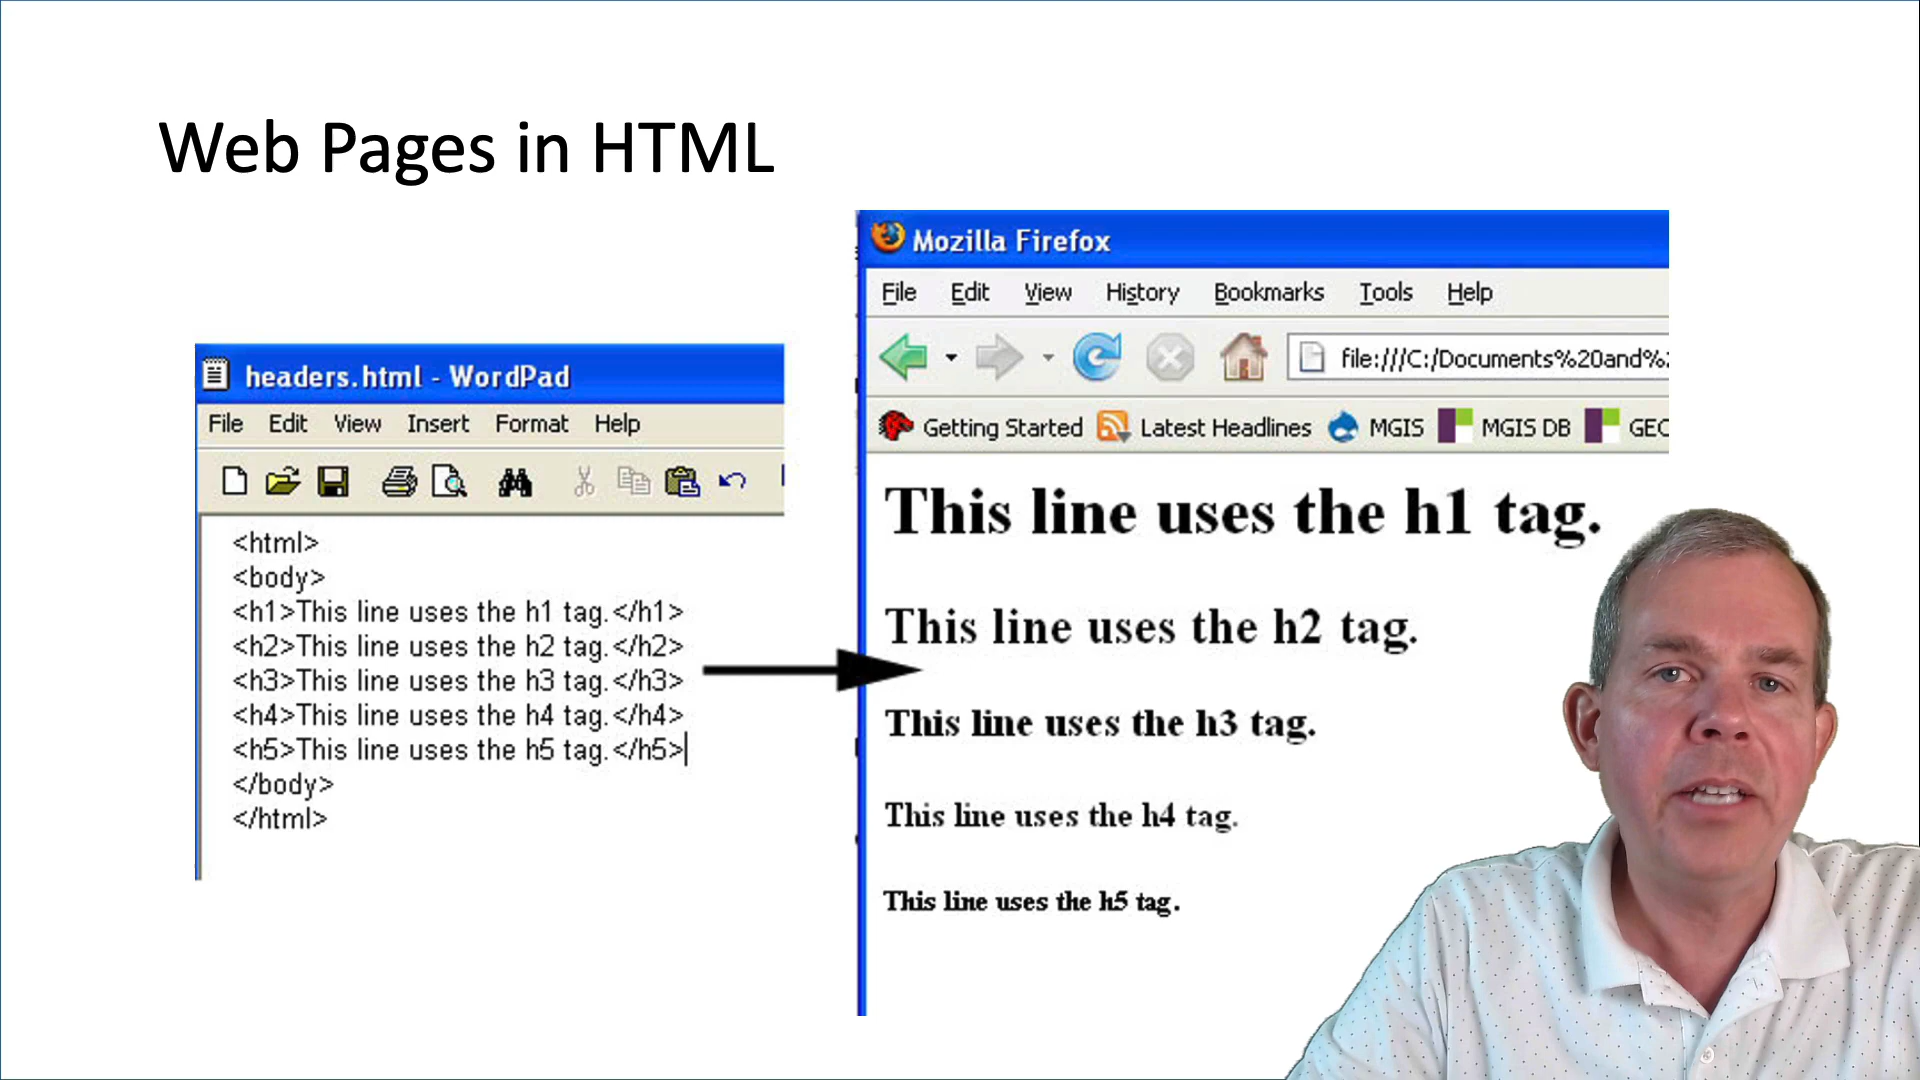 Web Pages in HTML
headers.html - WordPad
File Edit View Insert Format Help
<html>
<body>
<h1>This line uses the h1 tag.</h1>
<h2>This line uses the h2 tag.</h2>
<h3>This line uses the h3 tag.</h3>
<h4>This line uses the h4 tag.</h4>
<h5>This line uses the h5 tag.</h5>
</body>
</html>
Mozilla Firefox
File Edit View History Bookmarks Tools Help
file:///C:/Documents%20and%
Getting Started Latest Headlines MGIS MGIS DB GEC
This line uses the h1 tag.
This line uses the h2 tag.
This line uses the h3 tag.
This line uses the h4 tag.
This line uses the h5 tag.